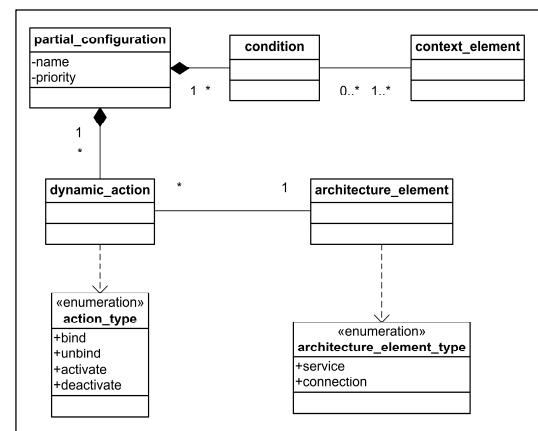 partial_configuration
-name
-priority
condition
context_element
1 *
0..* 1..*
1
*
dynamic_action
* 1
architecture_element
«enumeration»
action_type
+bind
+unbind
+activate
+deactivate
«enumeration»
architecture_element_type
+service
+connection